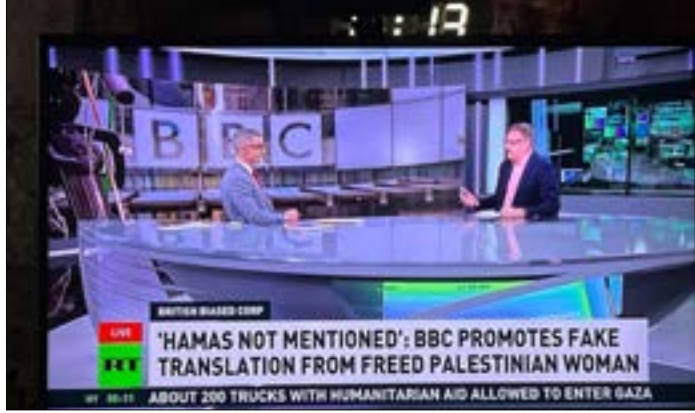 13
BBC
BRITISH BIASED CORP
LIVE
RT
'HAMAS NOT MENTIONED': BBC PROMOTES FAKE
TRANSLATION FROM FREED PALESTINIAN WOMAN
ABOUT 200 TRUCKS WITH HUMANITARIAN AID ALLOWED TO ENTER GAZA